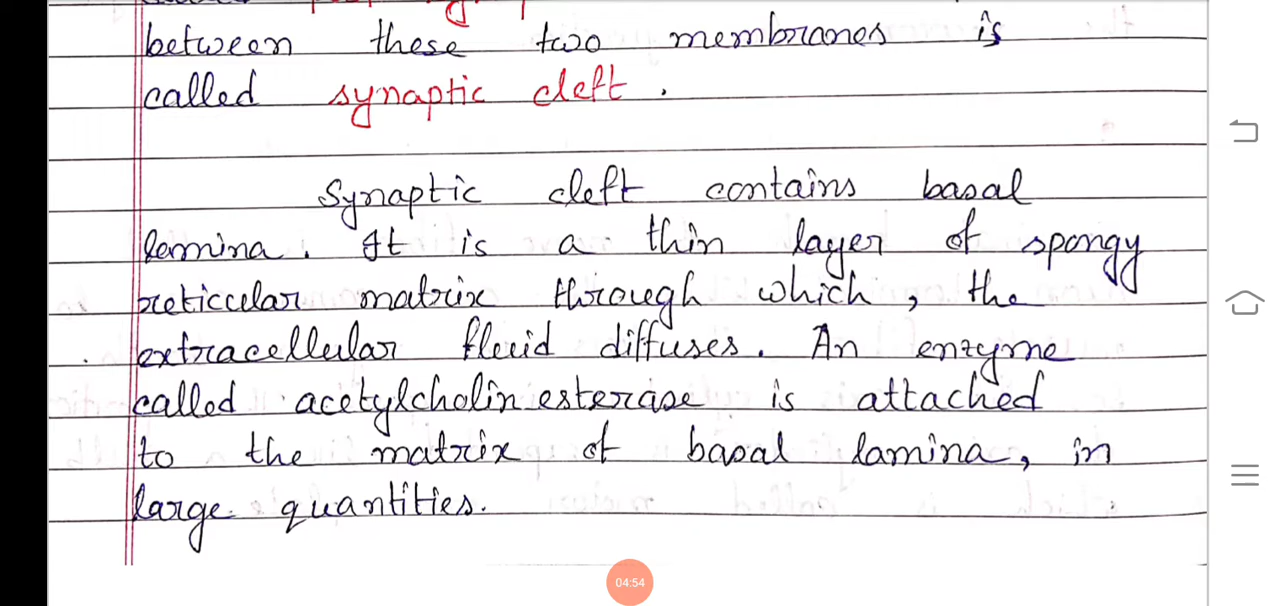 between these two membranes is
called synaptic cleft.
Synaptic cleft contains basal
lamina. It is a thin layer of spongy
reticular matrix through which, the
extracellular fluid diffuses. An enzyme
called acetylcholinesterase is attached
to the matrix of basal lamina, in
large quantities.
04:54